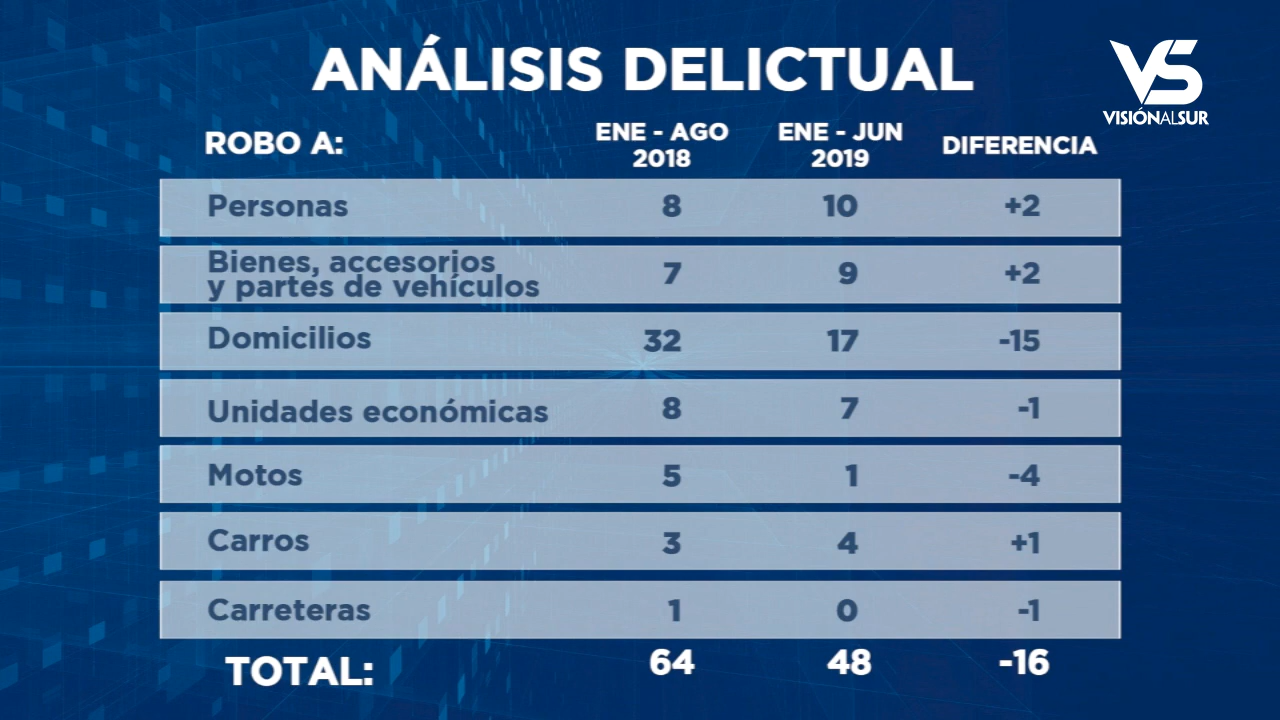 ANÁLISIS DELICTUAL
VS
VISIÓNALSUR
ROBO A: ENE - AGO 2018 ENE - JUN 2019 DIFERENCIA
Personas 8 10 +2
Bienes, accesorios
y partes de vehículos 7 9 +2
Domicilios 32 17 -15
Unidades económicas 8 7 -1
Motos 5 1 -4
Carros 3 4 +1
Carreteras 1 0 -1
TOTAL: 64 48 -16